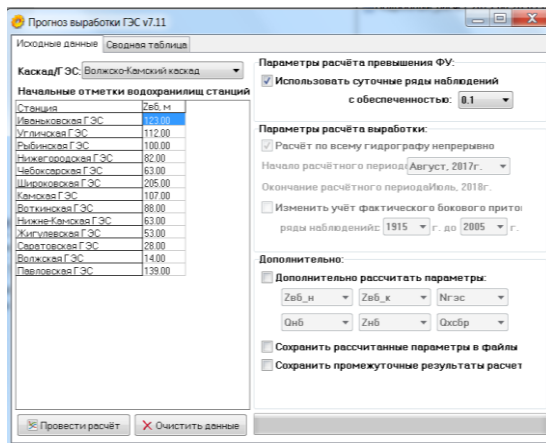 Прогноз выработки ГЭС v7.11
Исходные данные
Сводная таблица
Каскад/ГЭС:
Волжско-Камский каскад
Начальные отметки водохранилищ станций
Станция Zвб, м
Иваньковская ГЭС 123.00
Угличская ГЭС 112.00
Рыбинская ГЭС 100.00
Нижегородская ГЭС 82.00
Чебоксарская ГЭС 63.00
Широковская ГЭС 205.00
Камская ГЭС 107.00
Воткинская ГЭС 88.00
Нижне-Камская ГЭС 63.00
Жигулевская ГЭС 53.00
Саратовская ГЭС 28.00
Волжская ГЭС 14.00
Павловская ГЭС 139.00
Провести расчёт
Очистить данные
Параметры расчёта превышения ФУ:
Использовать суточные ряды наблюдений
с обеспеченностью: 0.1
Параметры расчёта выработки:
Расчёт по всему гидрографу непрерывно
Начало расчётного периода Август, 2017г.
Окончание расчётного периода Июль, 2018г.
Изменить учёт фактического бокового прито
ряды наблюдений: 1915 г. до 2005 г.
Дополнительно:
Дополнительно рассчитать параметры:
Zвб_н Zвб_к Nгэс
Qнб Zнб Qхсбр
Сохранить рассчитанные параметры в файлы
Сохранить промежуточные результаты расчет